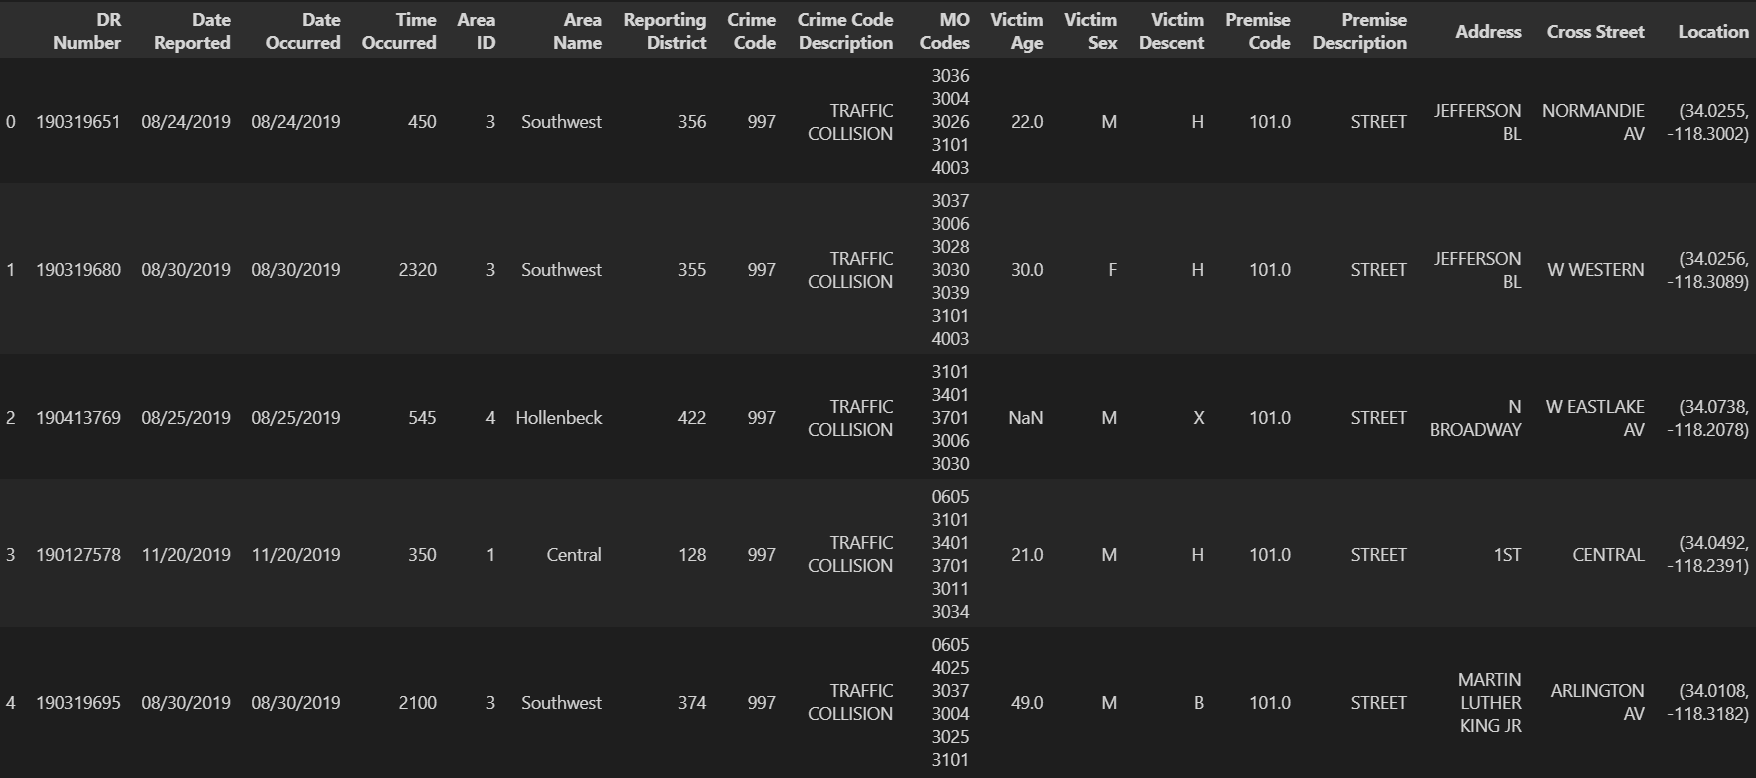 DR Number Date Reported Date Occurred Time Occurred Area ID Area Name Reporting District Crime Code Crime Code Description MO Codes Victim Age Victim Sex Victim Descent Premise Code Premise Description Address Cross Street Location
0 190319651 08/24/2019 08/24/2019 450 3 Southwest 356 997 TRAFFIC COLLISION 3036 3004 3026 3101 4003 22.0 M H 101.0 STREET JEFFERSON BL NORMANDIE AV (34.0255, -118.3002)
1 190319680 08/30/2019 08/30/2019 2320 3 Southwest 355 997 TRAFFIC COLLISION 3037 3006 3028 3030 3039 3101 4003 30.0 F H 101.0 STREET JEFFERSON BL W WESTERN (34.0256, -118.3089)
2 190413769 08/25/2019 08/25/2019 545 4 Hollenbeck 422 997 TRAFFIC COLLISION 3101 3401 3701 3006 3030 NaN M X 101.0 STREET N BROADWAY W EASTLAKE AV (34.0738, -118.2078)
3 190127578 11/20/2019 11/20/2019 350 1 Central 128 997 TRAFFIC COLLISION 0605 3101 3401 3701 3011 3034 21.0 M H 101.0 STREET 1ST CENTRAL (34.0492, -118.2391)
4 190319695 08/30/2019 08/30/2019 2100 3 Southwest 374 997 TRAFFIC COLLISION 0605 4025 3037 3004 3025 3101 49.0 M B 101.0 STREET MARTIN LUTHER KING JR ARLINGTON AV (34.0108, -118.3182)